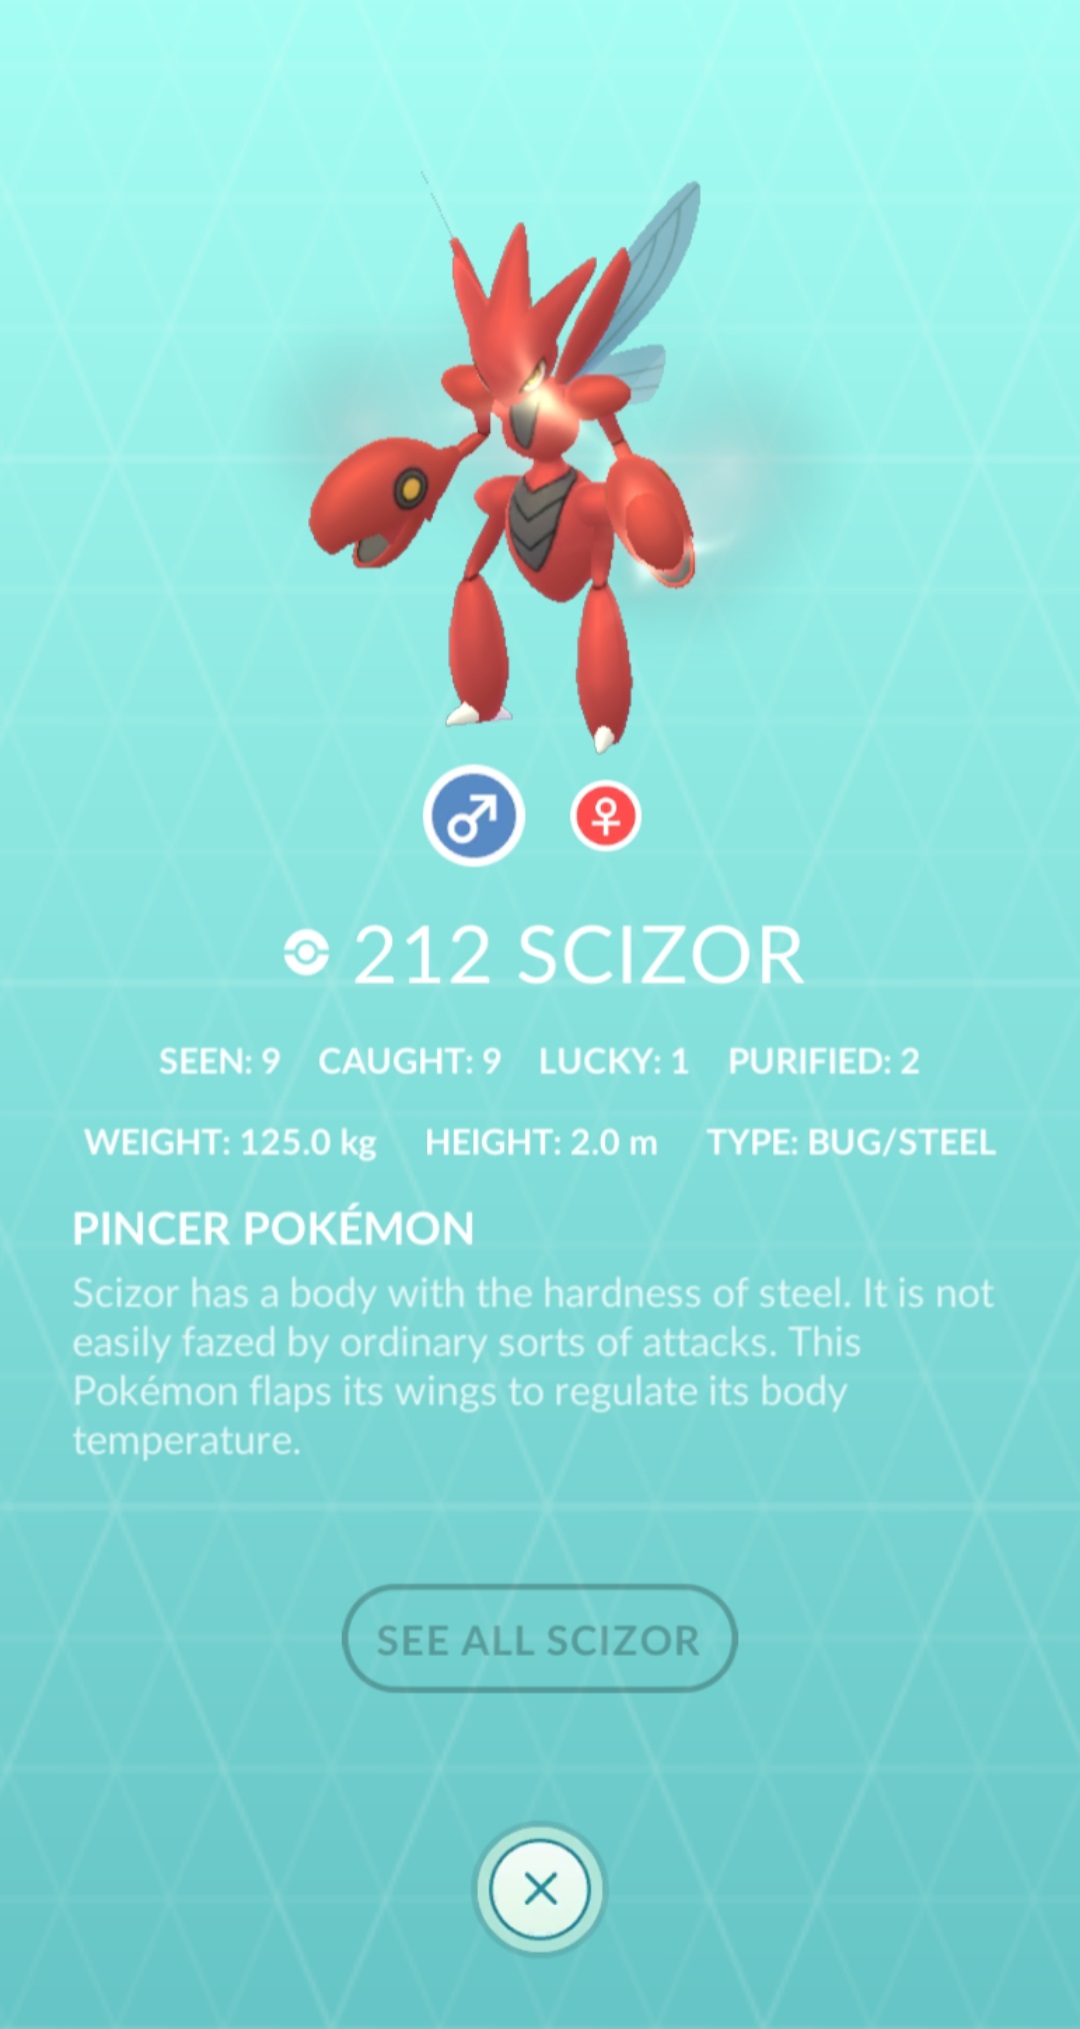 212 SCIZOR
SEEN: 9 CAUGHT: 9 LUCKY: 1 PURIFIED: 2
WEIGHT: 125.0 kg HEIGHT: 2.0 m TYPE: BUG/STEEL
PINCER POKÉMON
Scizor has a body with the hardness of steel. It is not
easily fazed by ordinary sorts of attacks. This
Pokémon flaps its wings to regulate its body
temperature.
SEE ALL SCIZOR